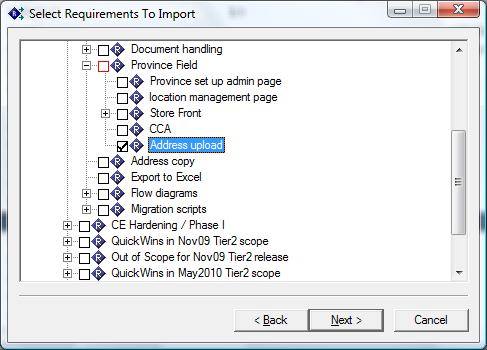 Select Requirements To Import
Document handling
Province Field
Province set up admin page
location management page
Store Front
CCA
Address upload
Address copy
Export to Excel
Flow diagrams
Migration scripts
CE Hardening / Phase I
QuickWins in Nov09 Tier2 scope
Out of Scope for Nov09 Tier2 release
QuickWins in May2010 Tier2 scope
< Back
Next >
Cancel